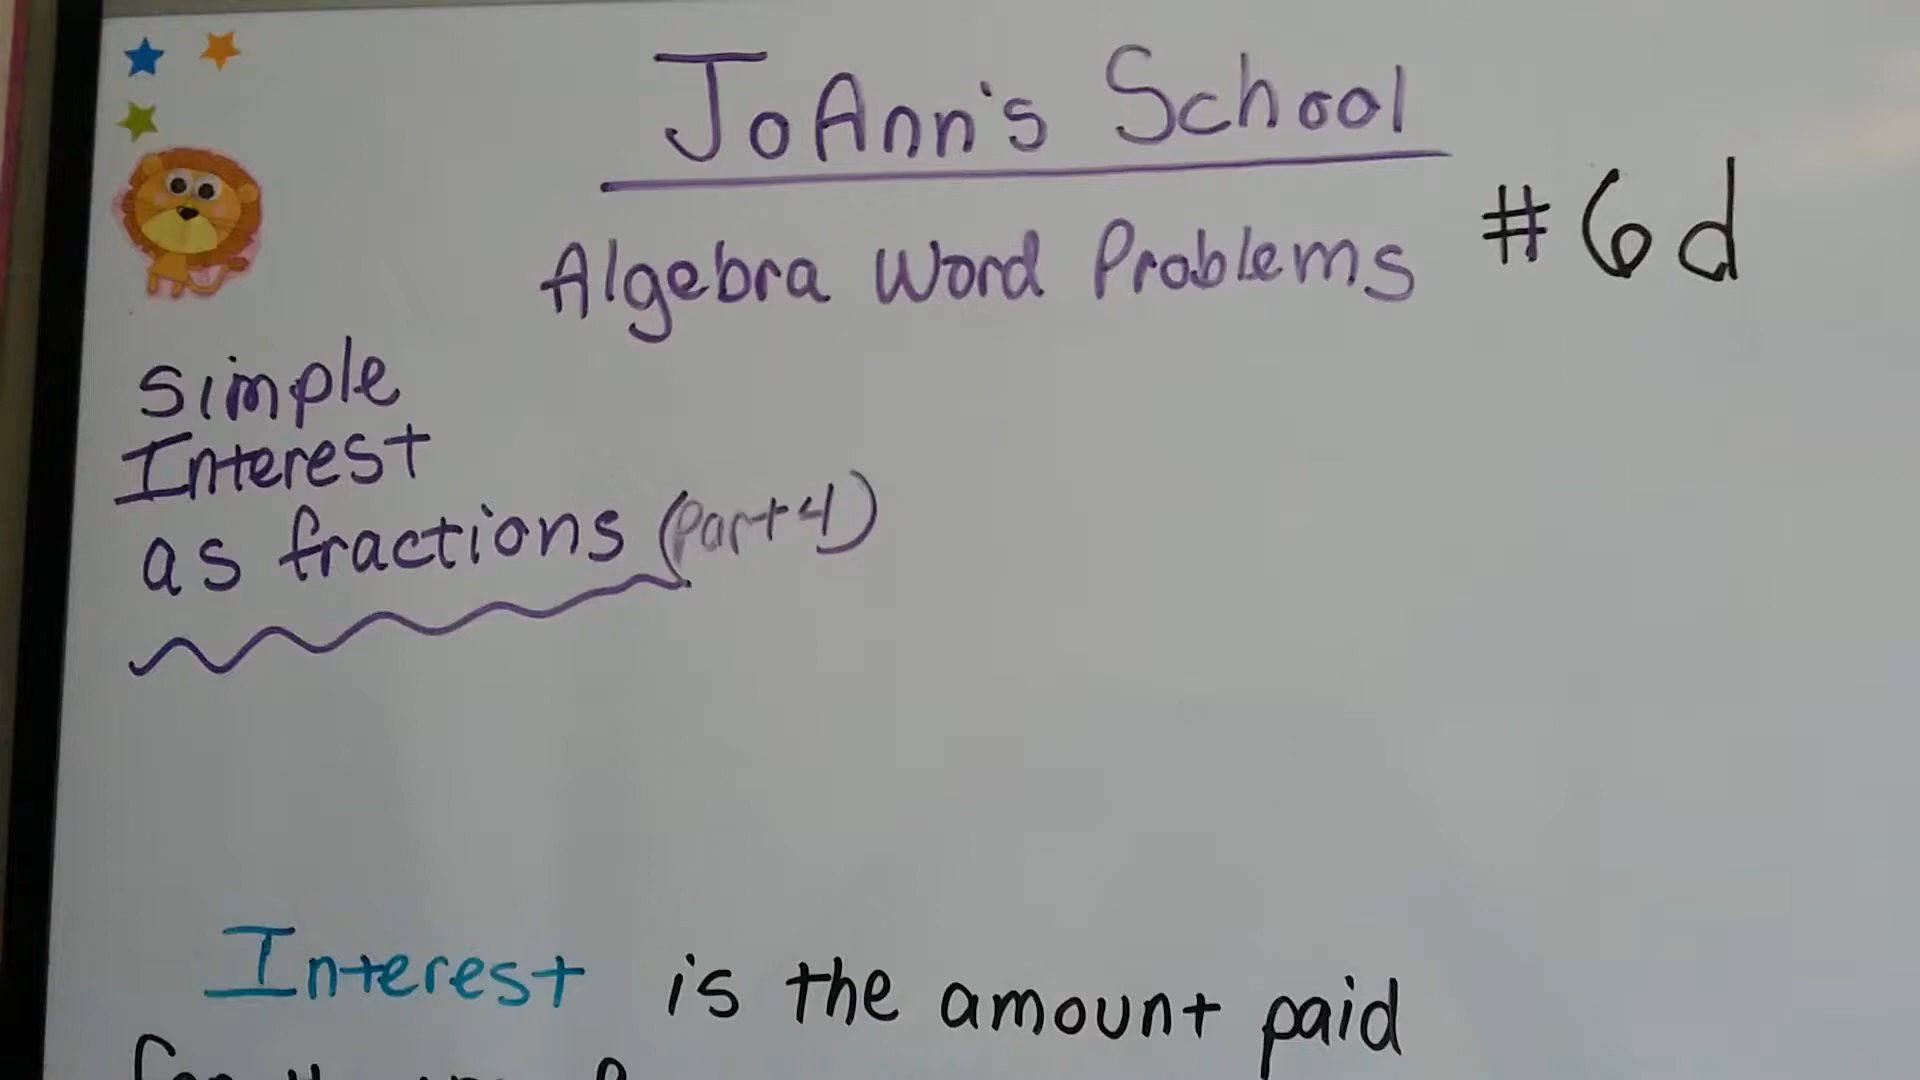 JoAnn's School
Algebra Word Problems #6d
Simple
Interest
as fractions (Part 4)
Interest is the amount paid